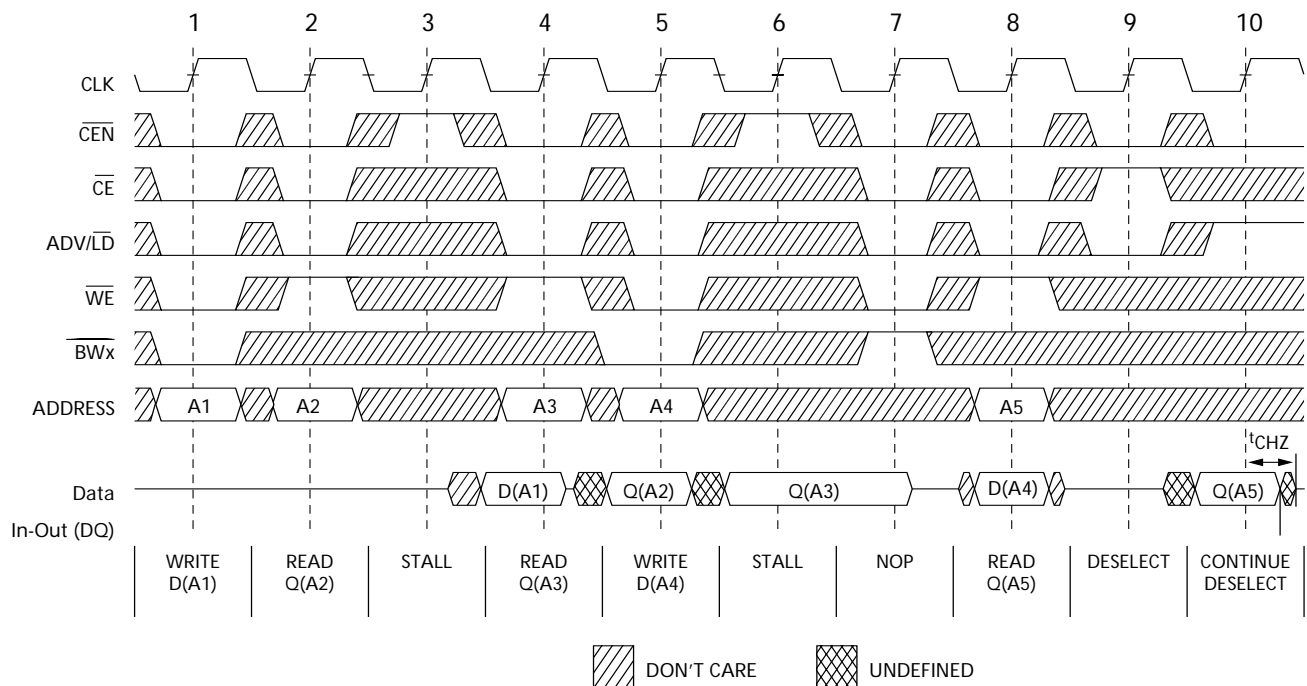 1 2 3 4 5 6 7 8 9 10
CLK
CEN
CE
ADV/LD
WE
BWx
ADDRESS A1 A2 A3 A4 A5
tCHZ
Data D(A1) Q(A2) Q(A3) D(A4) Q(A5)
In-Out (DQ)
WRITE READ STALL READ WRITE STALL NOP READ DESELECT CONTINUE
D(A1) Q(A2) Q(A3) D(A4) Q(A5) DESELECT
DON'T CARE UNDEFINED